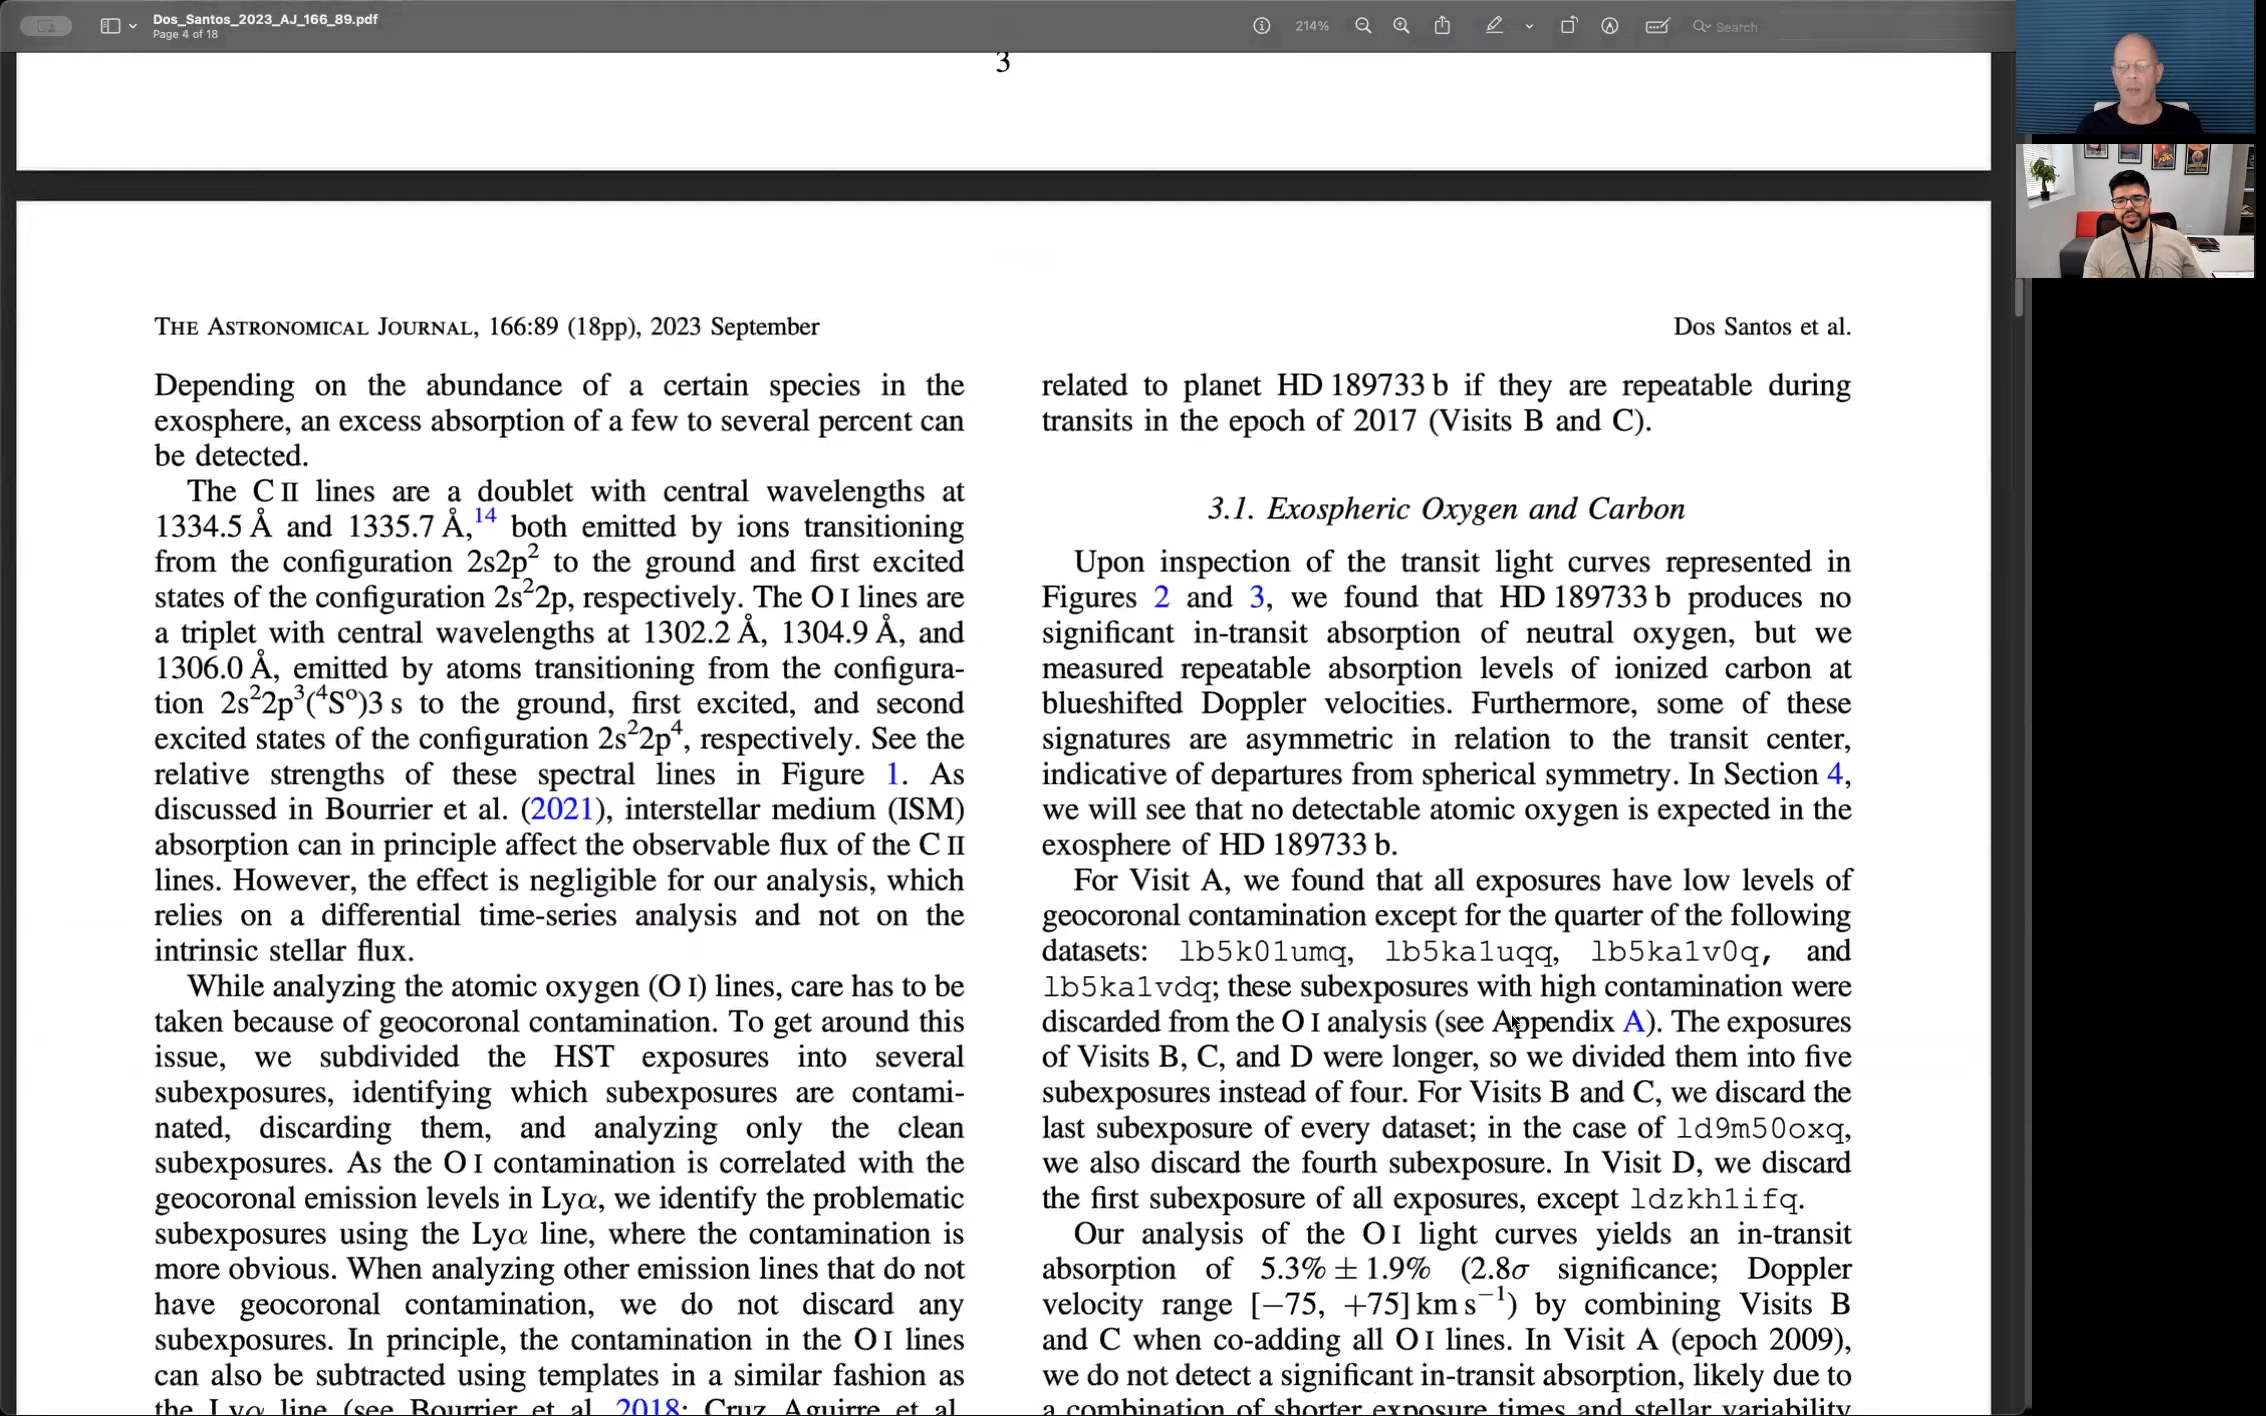 Dos_Santos_2023_AJ_166_89.pdf
Page 4 of 18
214%
Search
3
THE ASTRONOMICAL JOURNAL, 166:89 (18pp), 2023 September
Dos Santos et al.
Depending on the abundance of a certain species in the
exosphere, an excess absorption of a few to several percent can
be detected.
The C II lines are a doublet with central wavelengths at
1334.5 Å and 1335.7 Å,14 both emitted by ions transitioning
from the configuration 2s2p² to the ground and first excited
states of the configuration 2s²2p, respectively. The O I lines are
a triplet with central wavelengths at 1302.2 Å, 1304.9 Å, and
1306.0 Å, emitted by atoms transitioning from the configura-
tion 2s²2p³(⁴Sº)3 s to the ground, first excited, and second
excited states of the configuration 2s²2p⁴, respectively. See the
relative strengths of these spectral lines in Figure 1. As
discussed in Bourrier et al. (2021), interstellar medium (ISM)
absorption can in principle affect the observable flux of the C II
lines. However, the effect is negligible for our analysis, which
relies on a differential time-series analysis and not on the
intrinsic stellar flux.
While analyzing the atomic oxygen (O I) lines, care has to be
taken because of geocoronal contamination. To get around this
issue, we subdivided the HST exposures into several
subexposures, identifying which subexposures are contami-
nated, discarding them, and analyzing only the clean
subexposures. As the O I contamination is correlated with the
geocoronal emission levels in Lyα, we identify the problematic
subexposures using the Lyα line, where the contamination is
more obvious. When analyzing other emission lines that do not
have geocoronal contamination, we do not discard any
subexposures. In principle, the contamination in the O I lines
can also be subtracted using templates in a similar fashion as
the Lyα line (see Bourrier et al. 2018; Cruz Aguirre et al.
related to planet HD 189733 b if they are repeatable during
transits in the epoch of 2017 (Visits B and C).
3.1. Exospheric Oxygen and Carbon
Upon inspection of the transit light curves represented in
Figures 2 and 3, we found that HD 189733 b produces no
significant in-transit absorption of neutral oxygen, but we
measured repeatable absorption levels of ionized carbon at
blueshifted Doppler velocities. Furthermore, some of these
signatures are asymmetric in relation to the transit center,
indicative of departures from spherical symmetry. In Section 4,
we will see that no detectable atomic oxygen is expected in the
exosphere of HD 189733 b.
For Visit A, we found that all exposures have low levels of
geocoronal contamination except for the quarter of the following
datasets: lb5k01umq, lb5ka1uqq, lb5ka1v0q, and
lb5ka1vdq; these subexposures with high contamination were
discarded from the O I analysis (see Appendix A). The exposures
of Visits B, C, and D were longer, so we divided them into five
subexposures instead of four. For Visits B and C, we discard the
last subexposure of every dataset; in the case of ld9m50oxq,
we also discard the fourth subexposure. In Visit D, we discard
the first subexposure of all exposures, except ldzkh1ifq.
Our analysis of the O I light curves yields an in-transit
absorption of 5.3% ± 1.9% (2.8σ significance; Doppler
velocity range [−75, +75] km s⁻¹) by combining Visits B
and C when co-adding all O I lines. In Visit A (epoch 2009),
we do not detect a significant in-transit absorption, likely due to
a combination of shorter exposure times and stellar variability